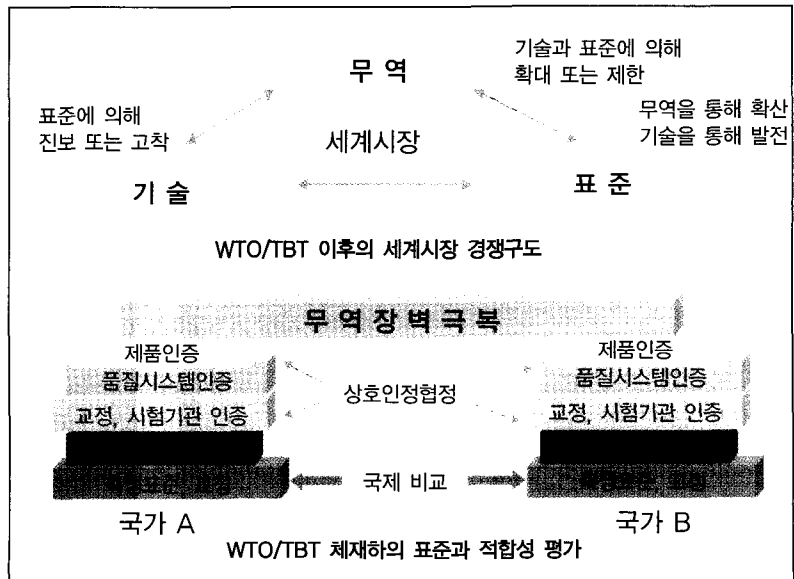 무 역
기술과 표준에 의해
확대 또는 제한
표준에 의해
진보 또는 고착
무역을 통해 확산
기술을 통해 발전
세계시장
기 술
표 준
WTO/TBT 이후의 세계시장 경쟁구도
무역장벽극복
제품인증
품질시스템인증
교정, 시험기관 인증
상호인정협정
제품인증
품질시스템인증
교정, 시험기관 인증
국제 비교
국가 A
국가 B
WTO/TBT 체재하의 표준과 적합성 평가